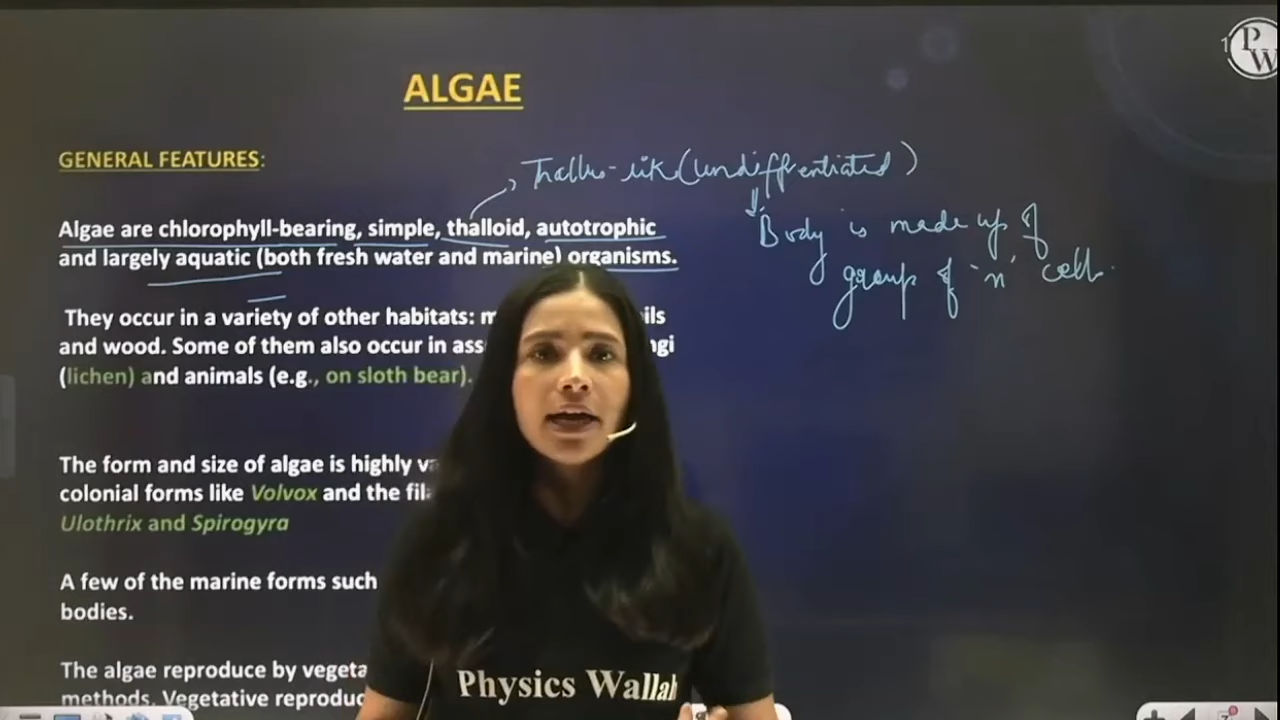 PW
ALGAE
GENERAL FEATURES:
Thallus-like (undiffrentiated)
Body is made up of
group of 'n' cells.
Algae are chlorophyll-bearing, simple, thalloid, autotrophic
and largely aquatic (both fresh water and marine) organisms.
They occur in a variety of other habitats: m ils
and wood. Some of them also occur in ass ngi
(lichen) and animals (e.g., on sloth bear).
The form and size of algae is highly va
colonial forms like Volvox and the fila
Ulothrix and Spirogyra
A few of the marine forms such
bodies.
The algae reproduce by vegeta
methods. Vegetative reproduc
Physics Wallah